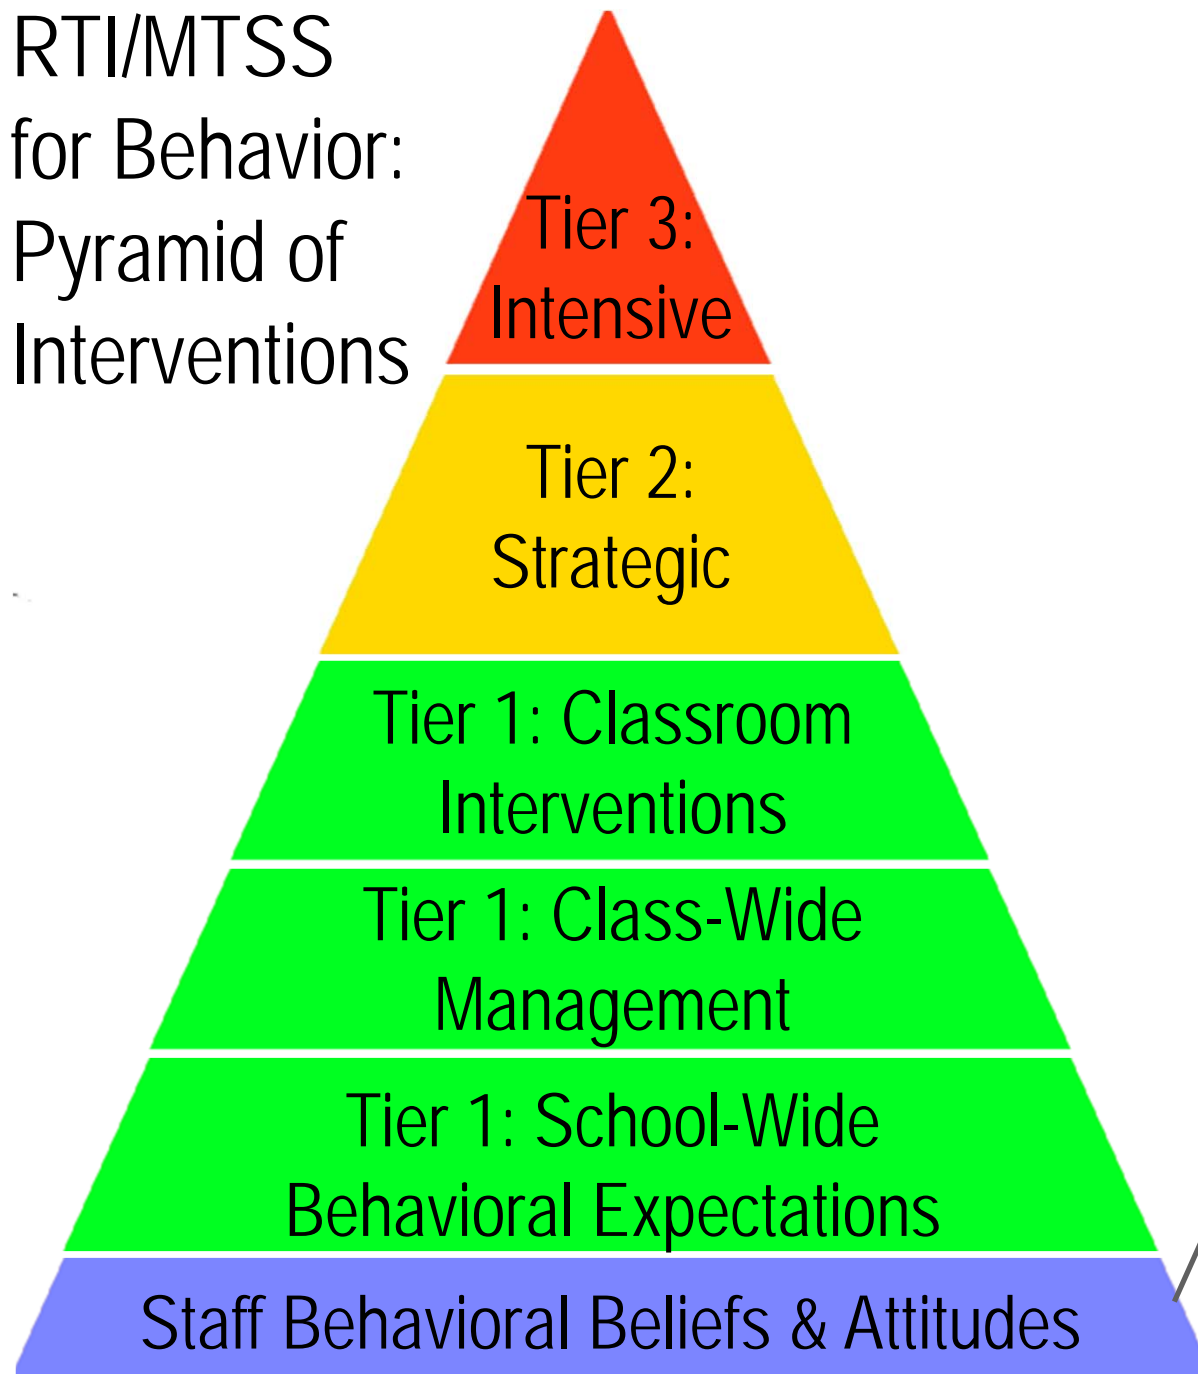 RTI/MTSS
for Behavior:
Pyramid of
Interventions
Tier 3:
Intensive
Tier 2:
Strategic
Tier 1: Classroom
Interventions
Tier 1: Class-Wide
Management
Tier 1: School-Wide
Behavioral Expectations
Staff Behavioral Beliefs & Attitudes